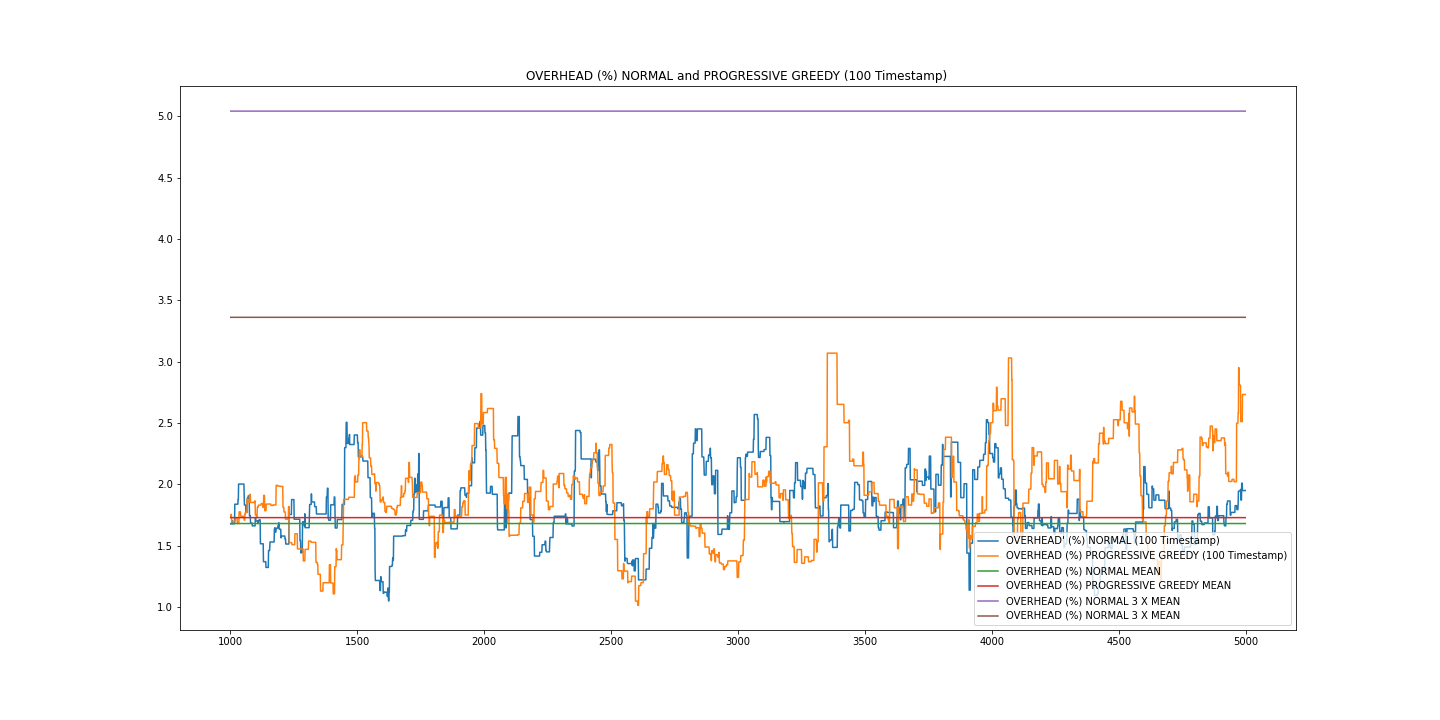 OVERHEAD (%) NORMAL and PROGRESSIVE GREEDY (100 Timestamp)
5.0
4.5
4.0
3.5
3.0
2.5
2.0
1.5
1.0
OVERHEAD (%) NORMAL (100 Timestamp)
OVERHEAD (%) PROGRESSIVE GREEDY (100 Timestamp)
OVERHEAD (%) NORMAL MEAN
OVERHEAD (%) PROGRESSIVE GREEDY MEAN
OVERHEAD (%) NORMAL 3 X MEAN
OVERHEAD (%) NORMAL 3 X MEAN
1000 1500 2000 2500 3000 3500 4000 4500 5000